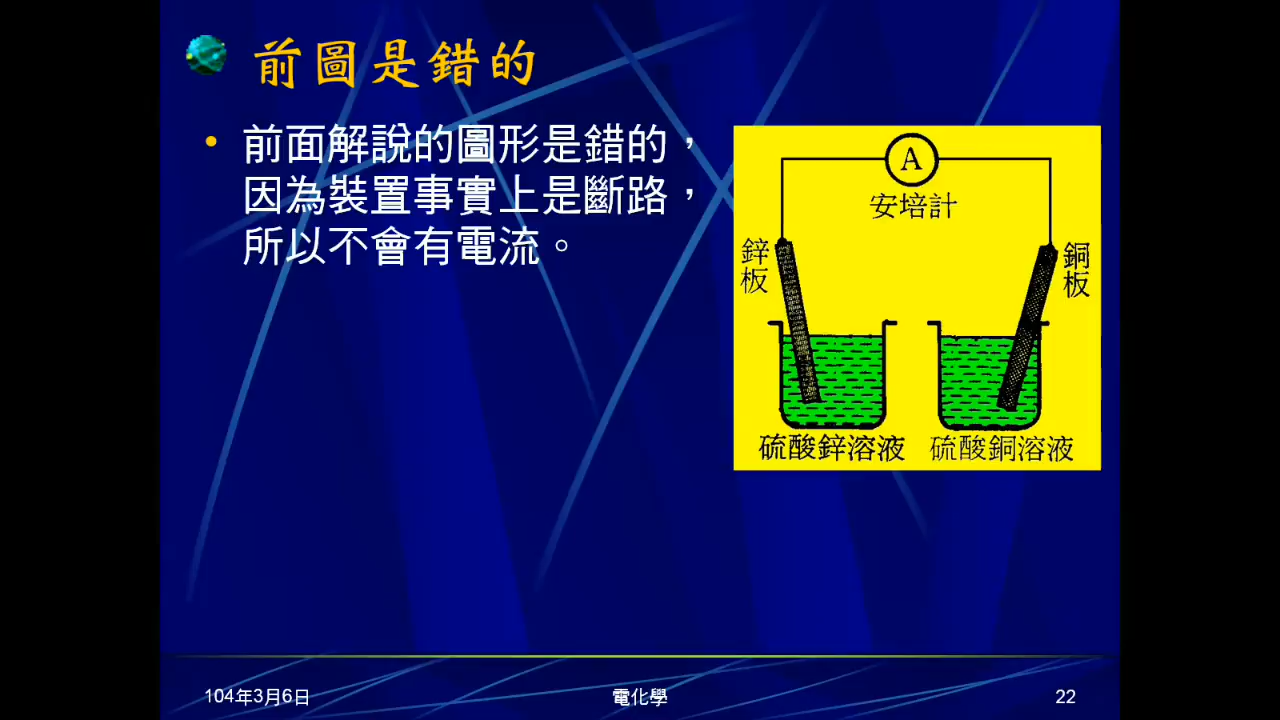 前圖是錯的
• 前面解說的圖形是錯的，
因為裝置事實上是斷路，
所以不會有電流。
A
安培計
鋅板
銅板
硫酸鋅溶液
硫酸銅溶液
104年3月6日
電化學
22